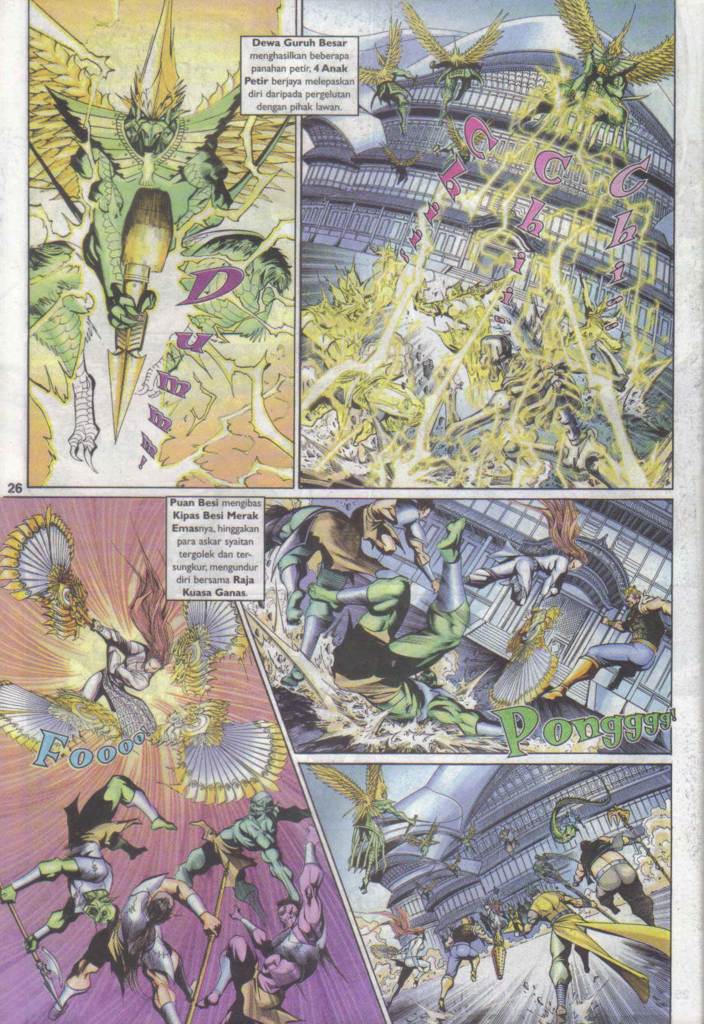 Dewa Guruh Besar
menghasilkan beberapa
panahan petir, 4 Anak
Petir berjaya melepaskan
diri daripada pergelutan
dengan pihak lawan.
Dummm!
Chhh
Chiii
Chii
26
Puan Besi mengibas
Kipas Besi Merak
Emasnya, hinggakan
para askar syaitan
tergolek dan ter-
sungkur, mengundur
diri bersama Raja
Kuasa Ganas.
Foooo
Pongggg!